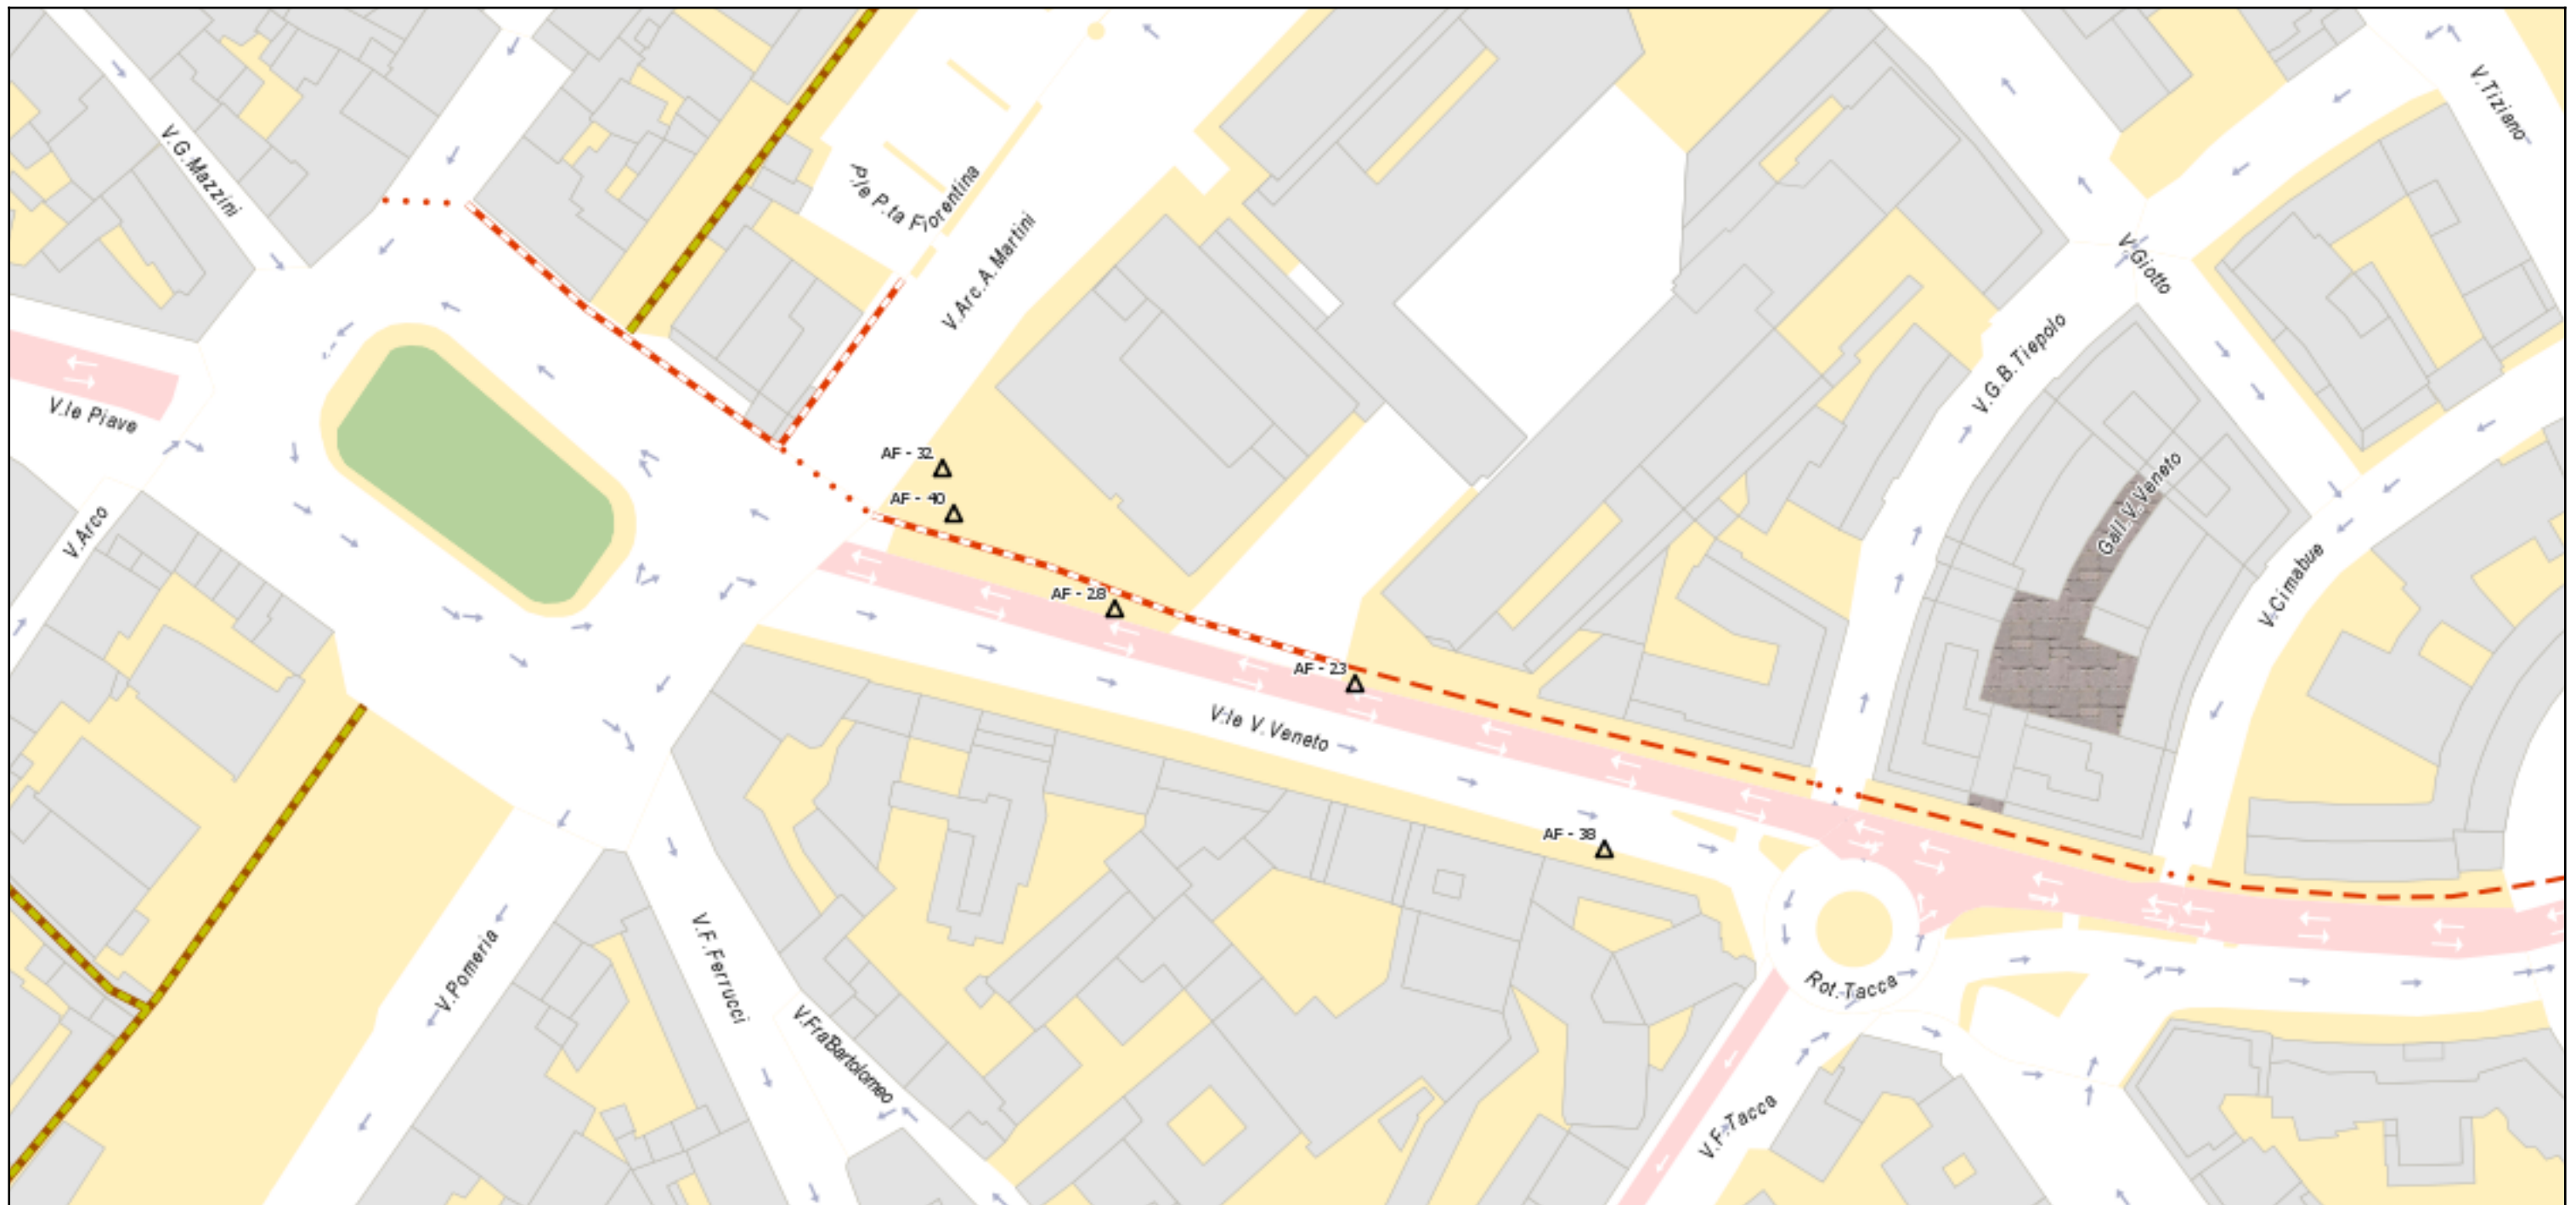 V.Tiziano
V.G.Mazzini
P.le P.ta Fiorentina
V.Arc.A.Martini
V.Giotto
V.G.B.Tiepolo
V.le Piave
AF - 32
Gall.V.Veneto
AF - 40
V.Arco
V.Cimabue
AF - 28
AF - 23
V.le V.Veneto
AF - 38
V.Pomeria
V.F.Ferrucci
Rot.Tacca
V.FraBartolomeo
V.F.Tacca